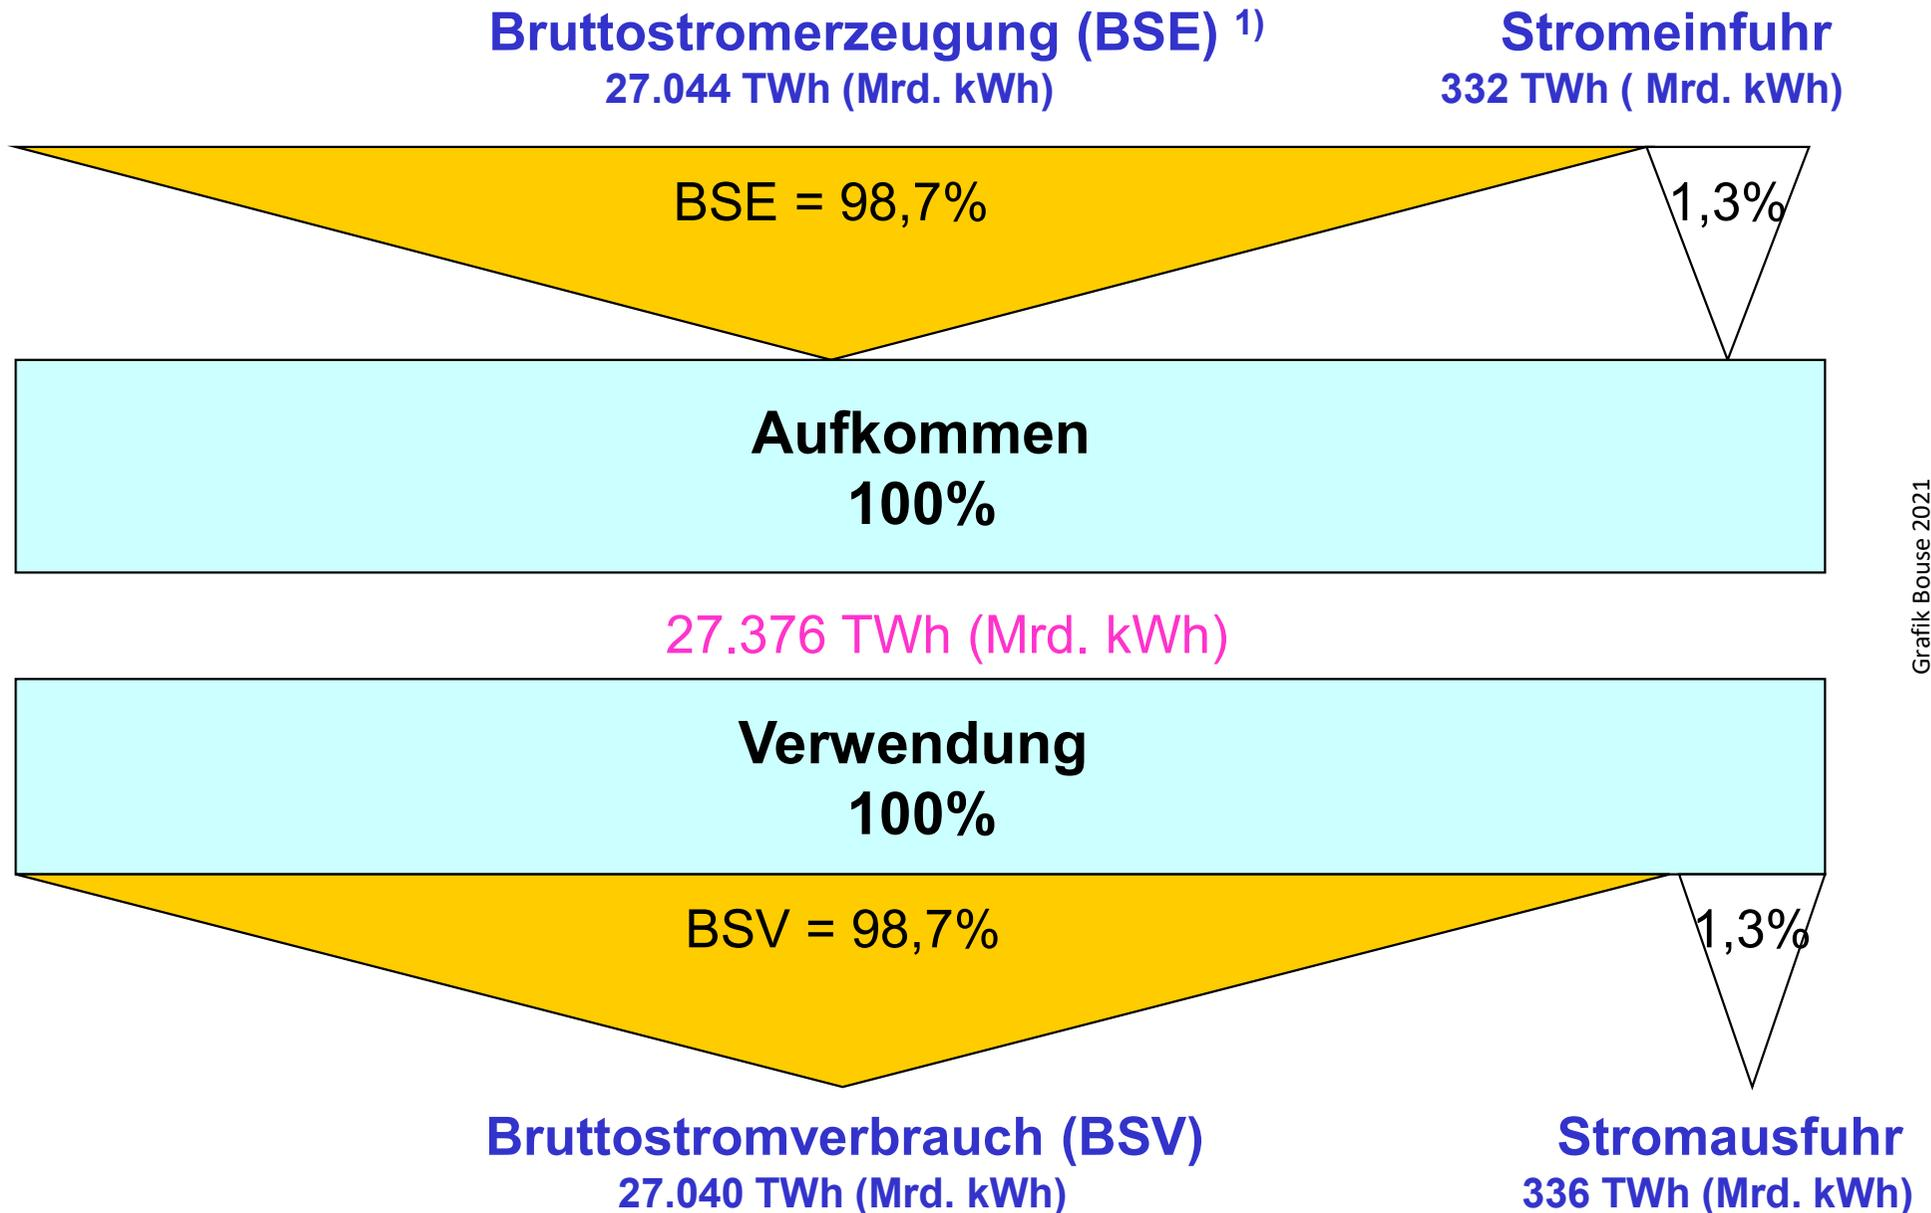 Bruttostromerzeugung (BSE) 1)
27.044 TWh (Mrd. kWh)
Stromeinfuhr
332 TWh ( Mrd. kWh)
BSE = 98,7%
1,3%
Aufkommen
100%
27.376 TWh (Mrd. kWh)
Verwendung
100%
BSV = 98,7%
1,3%
Bruttostromverbrauch (BSV)
27.040 TWh (Mrd. kWh)
Stromausfuhr
336 TWh (Mrd. kWh)
Grafik Bouse 2021